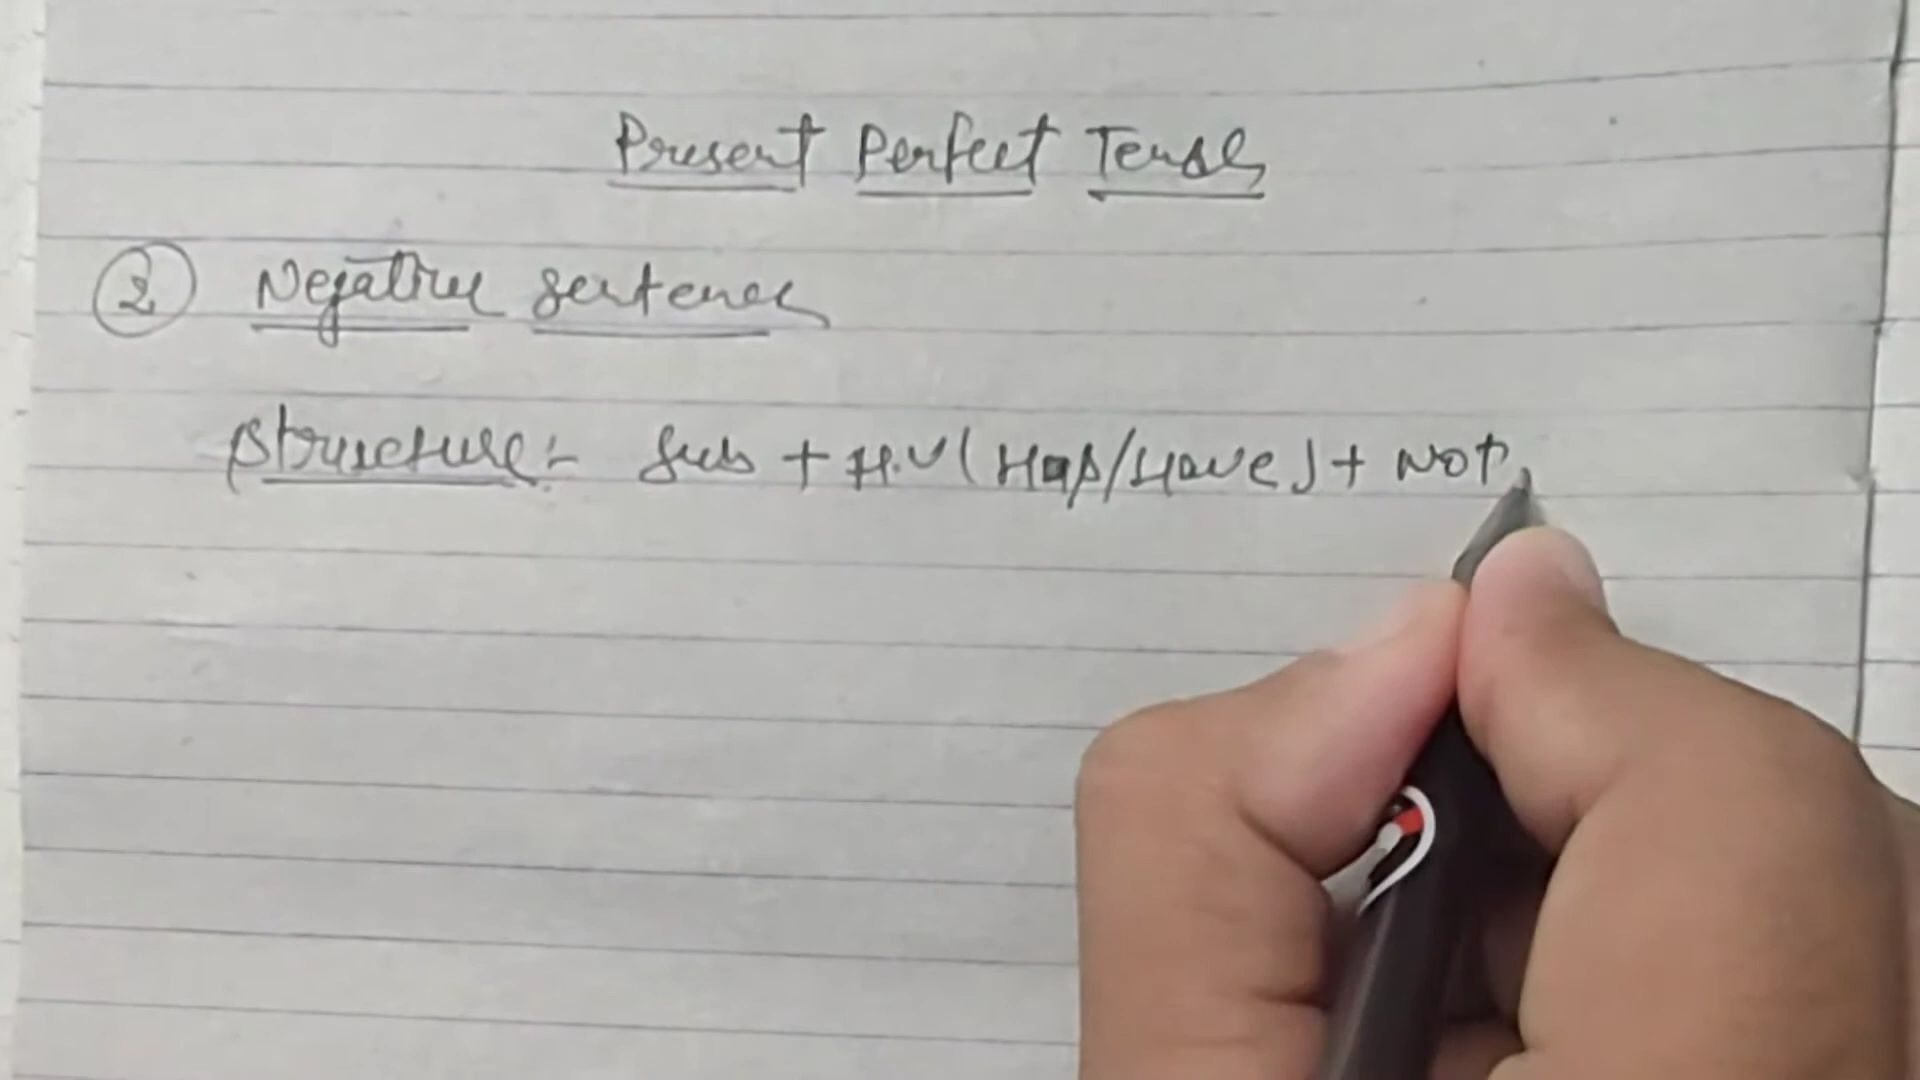 Present Perfect Tense
② Negative sentence
Structure:- Sub + H.V (Has/Have) + Not